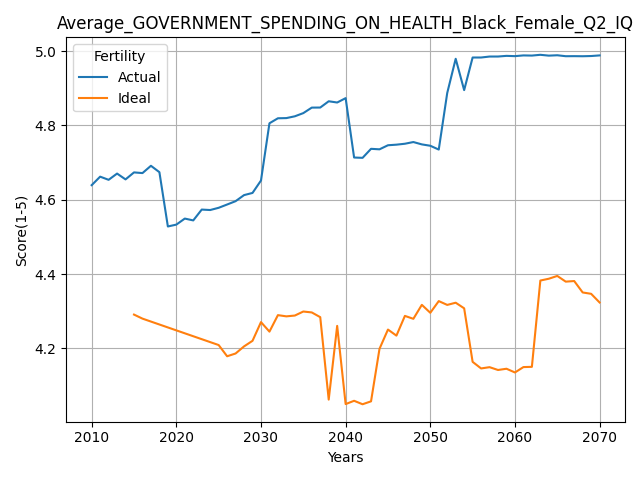 Average_GOVERNMENT_SPENDING_ON_HEALTH_Black_Female_Q2_IQ
Fertility
Actual
Ideal
Score(1-5)
5.0
4.8
4.6
4.4
4.2
2010 2020 2030 2040 2050 2060 2070
Years